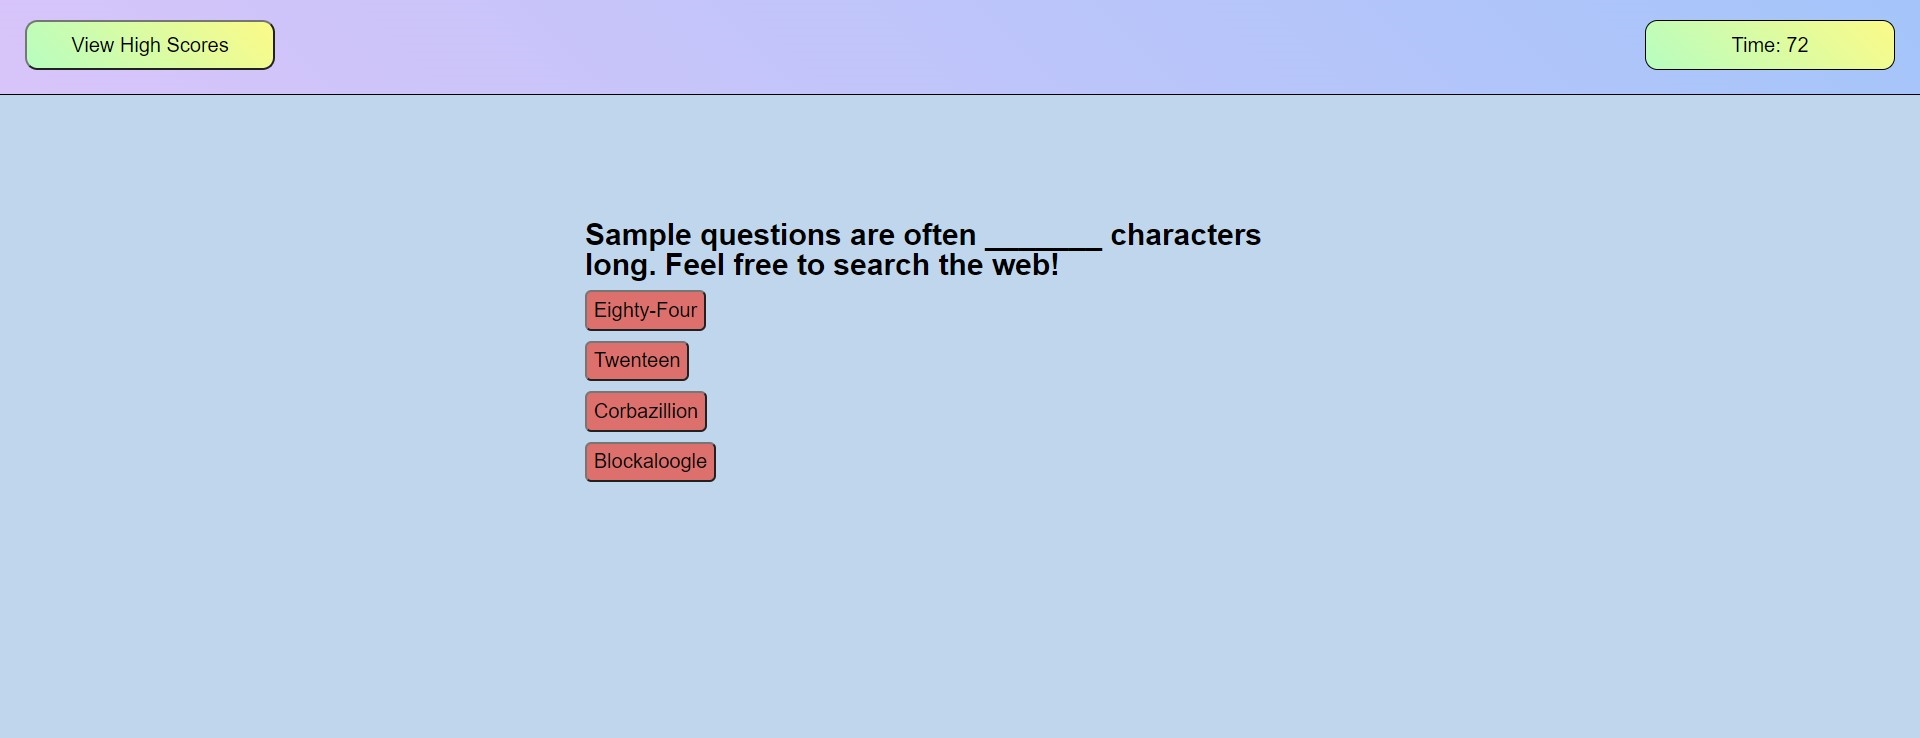 View High Scores
Time: 72
Sample questions are often _______ characters
long. Feel free to search the web!
Eighty-Four
Twenteen
Corbazillion
Blockaloogle